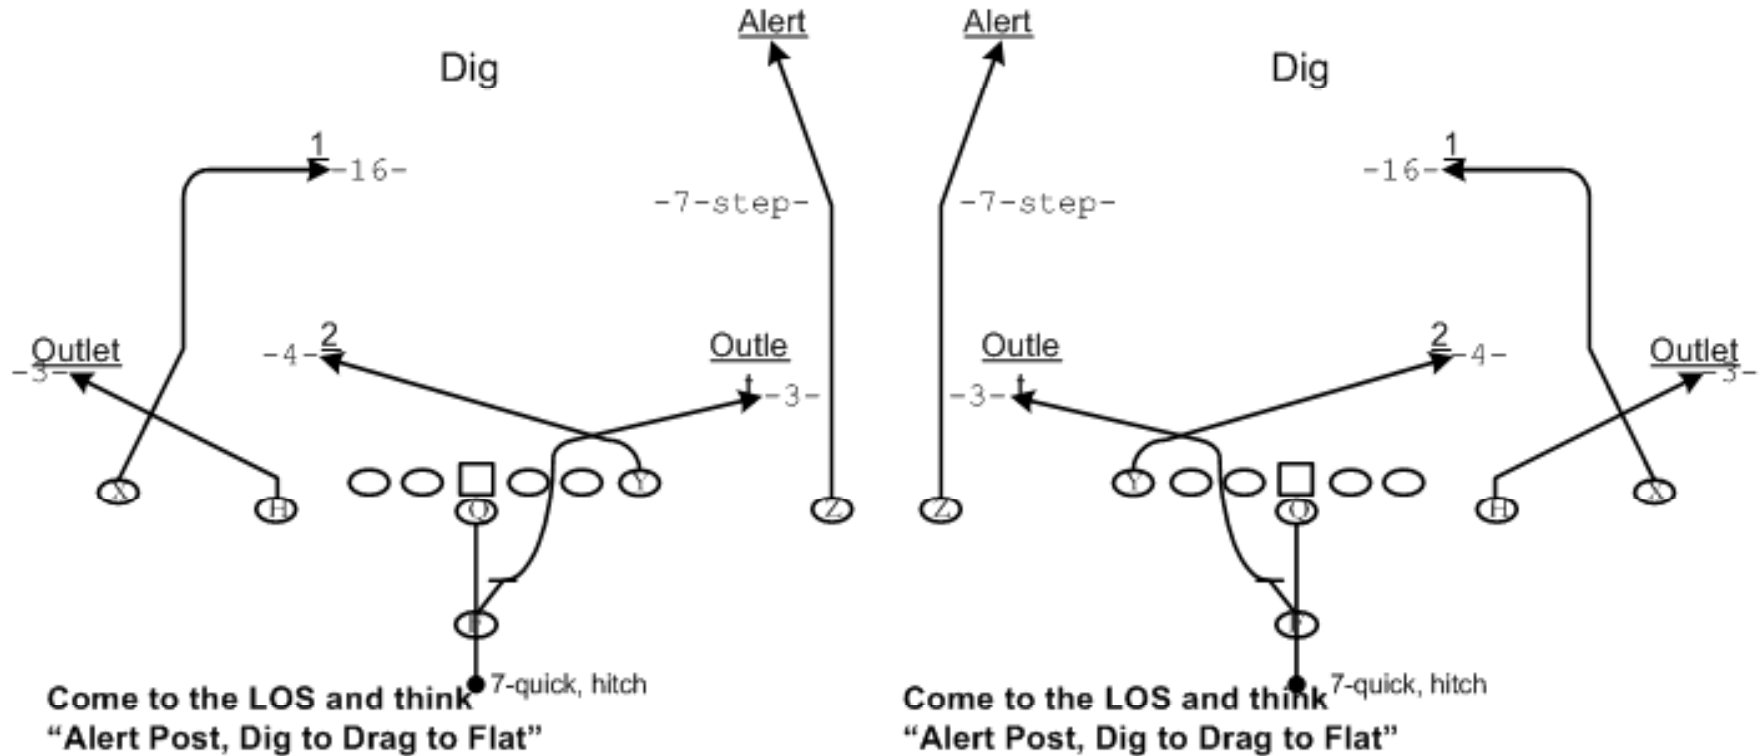 Alert
Alert
Dig
Dig
1
-16-
1
-16-
-7-step-
-7-step-
2
-4-
Outlet
-3-
Outle
t
-3-
Outle
t
-3-
2
-4-
Outlet
-3-
X
H
Q
Y
Z
Z
Y
Q
H
X
F
F
7-quick, hitch
7-quick, hitch
Come to the LOS and think
“Alert Post, Dig to Drag to Flat”
Come to the LOS and think
“Alert Post, Dig to Drag to Flat”